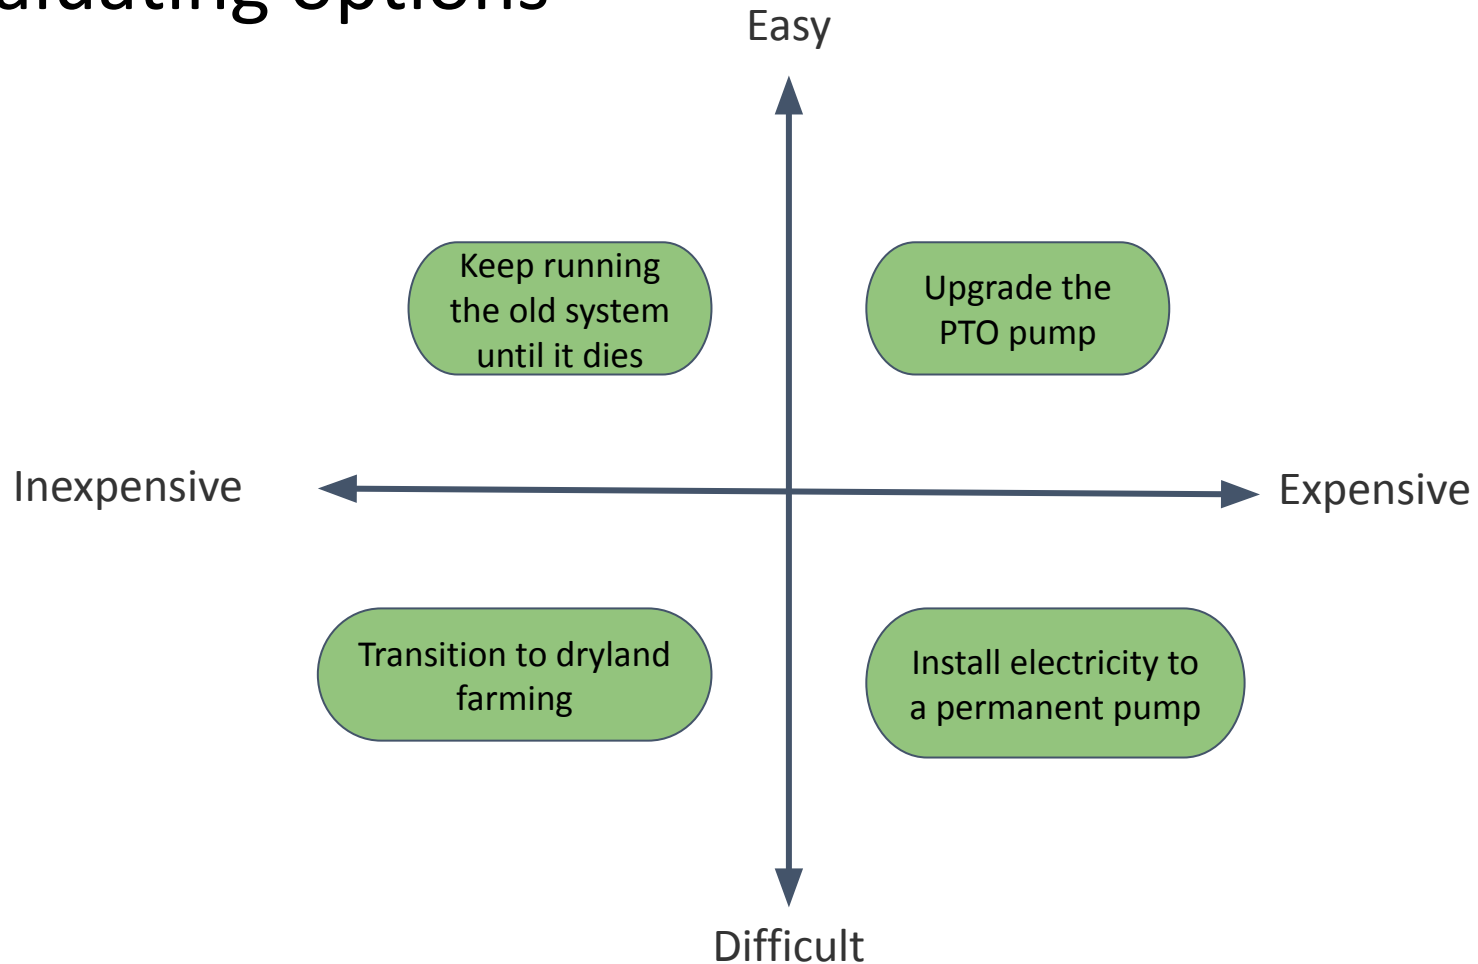 options
Easy
Keep running
the old system
until it dies
Upgrade the
PTO pump
Inexpensive
Expensive
Transition to dryland
farming
Install electricity to
a permanent pump
Difficult